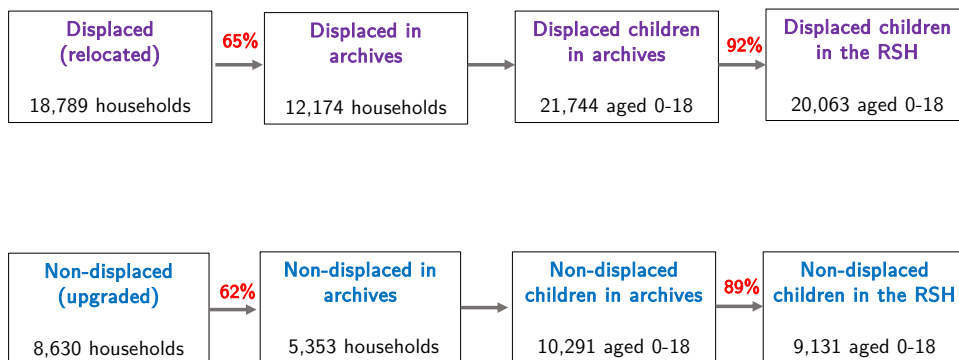 Displaced
(relocated)
18,789 households
65%
Displaced in
archives
12,174 households
Displaced children
in archives
21,744 aged 0-18
92%
Displaced children
in the RSH
20,063 aged 0-18
Non-displaced
(upgraded)
8,630 households
62%
Non-displaced in
archives
5,353 households
Non-displaced
children in archives
10,291 aged 0-18
89%
Non-displaced
children in the RSH
9,131 aged 0-18